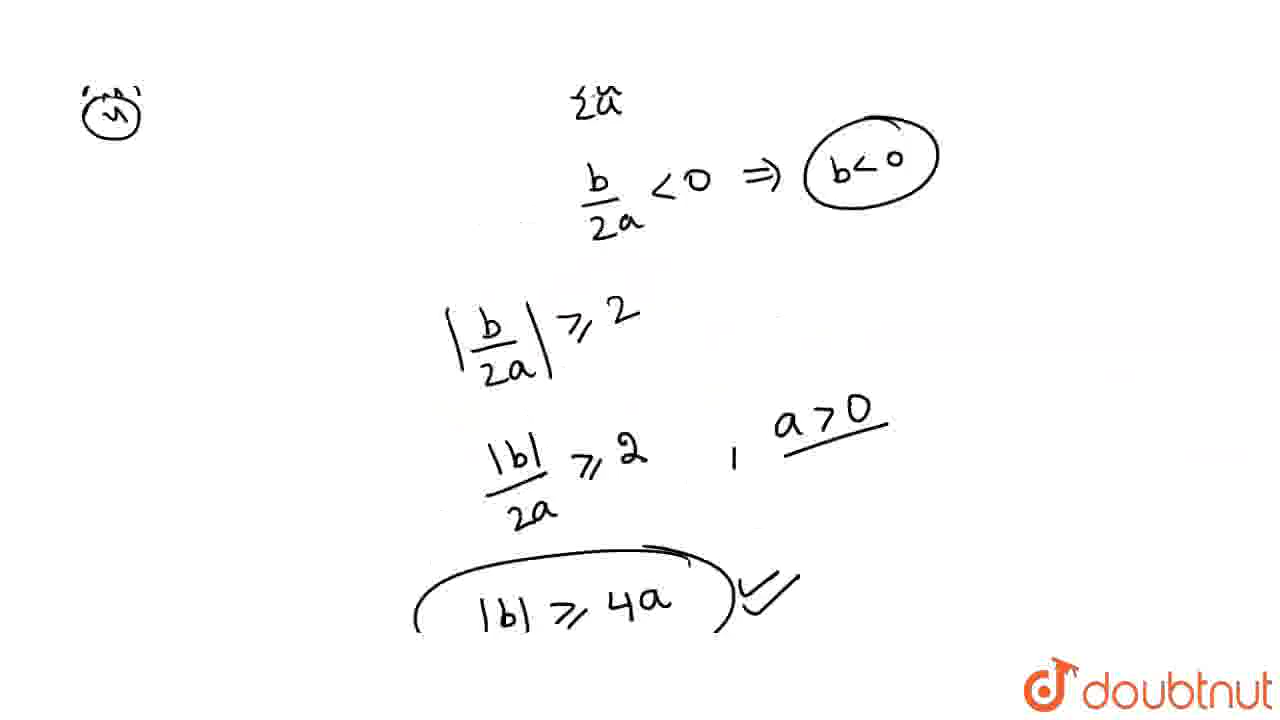 b/2a < 0 ⇒ b < 0
|b/2a| ≥ 2
|b|/2a ≥ 2 , a > 0
|b| ≥ 4a
doubtnut